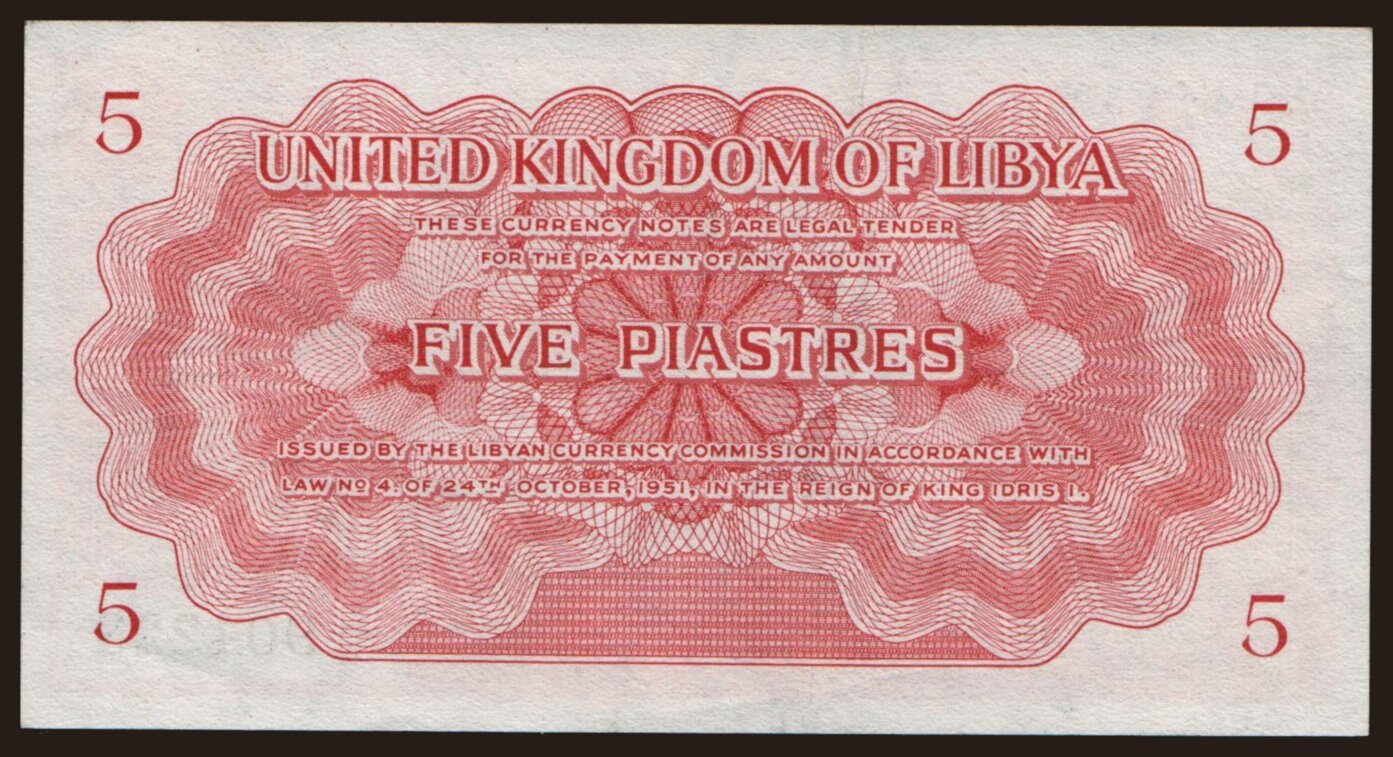 5 5
UNITED KINGDOM OF LIBYA
THESE CURRENCY NOTES ARE LEGAL TENDER
FOR THE PAYMENT OF ANY AMOUNT
FIVE PIASTRES
ISSUED BY THE LIBYAN CURRENCY COMMISSION IN ACCORDANCE WITH
LAW Nº 4. OF 24TH OCTOBER, 1951, IN THE REIGN OF KING IDRIS I.
5 5